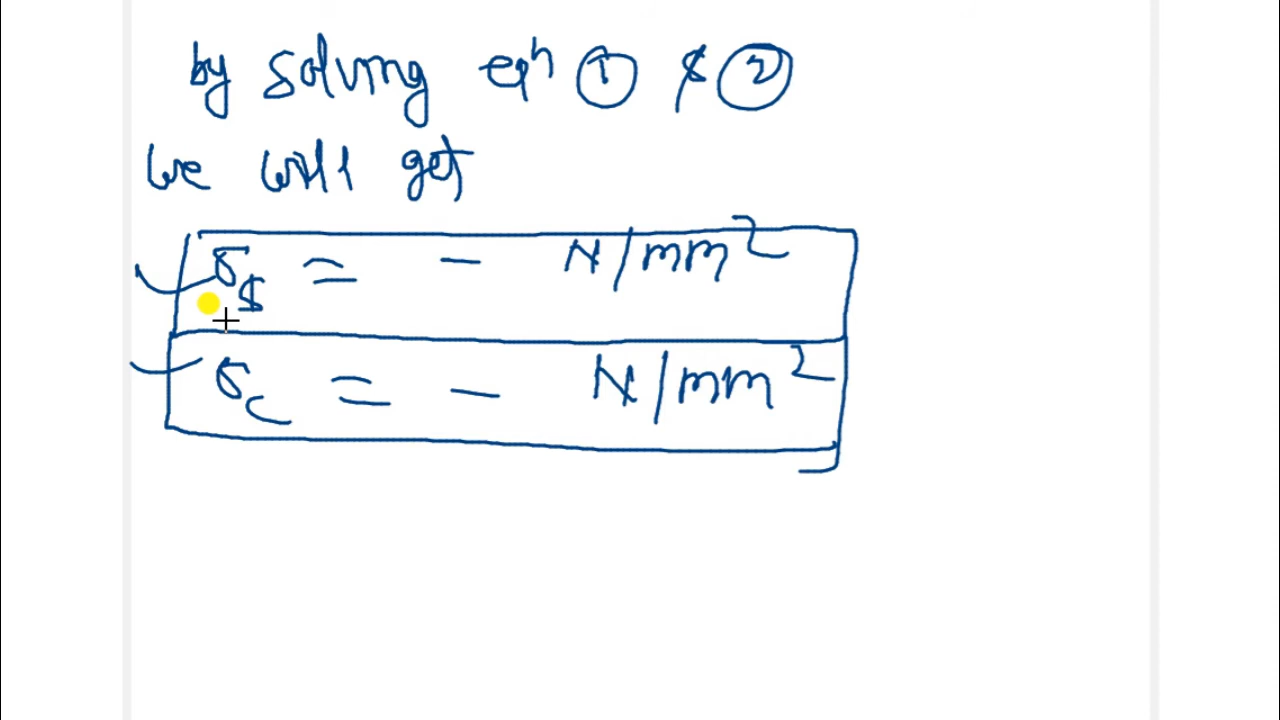 by solving eqn ① & ②
we will get
σs = - N/mm²
σc = - N/mm²